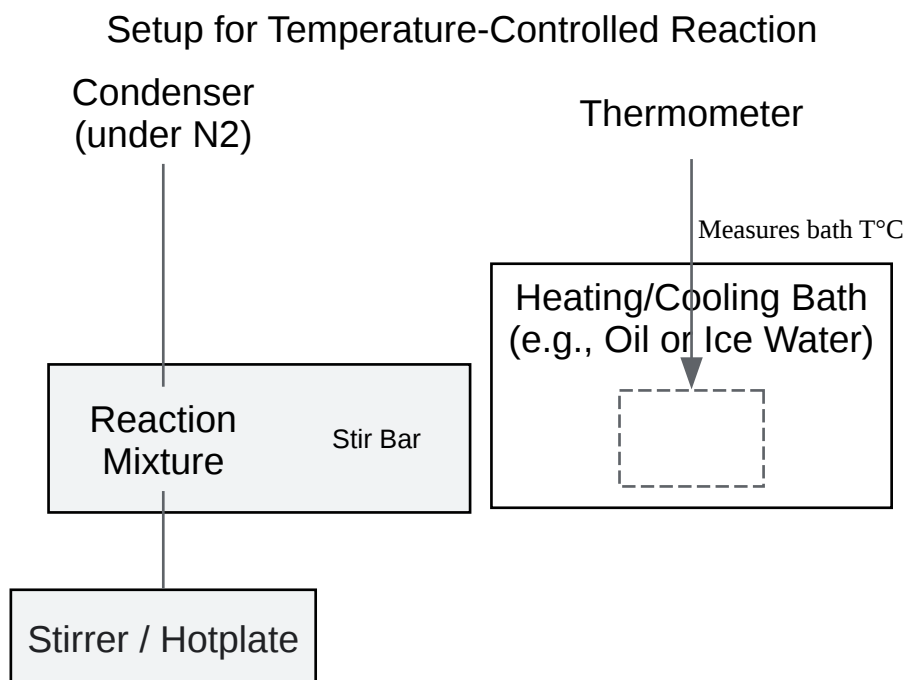 Setup for Temperature-Controlled Reaction
Condenser
(under N2)
Thermometer
Measures bath T°C
Heating/Cooling Bath
(e.g., Oil or Ice Water)
Reaction
Mixture
Stir Bar
Stirrer / Hotplate